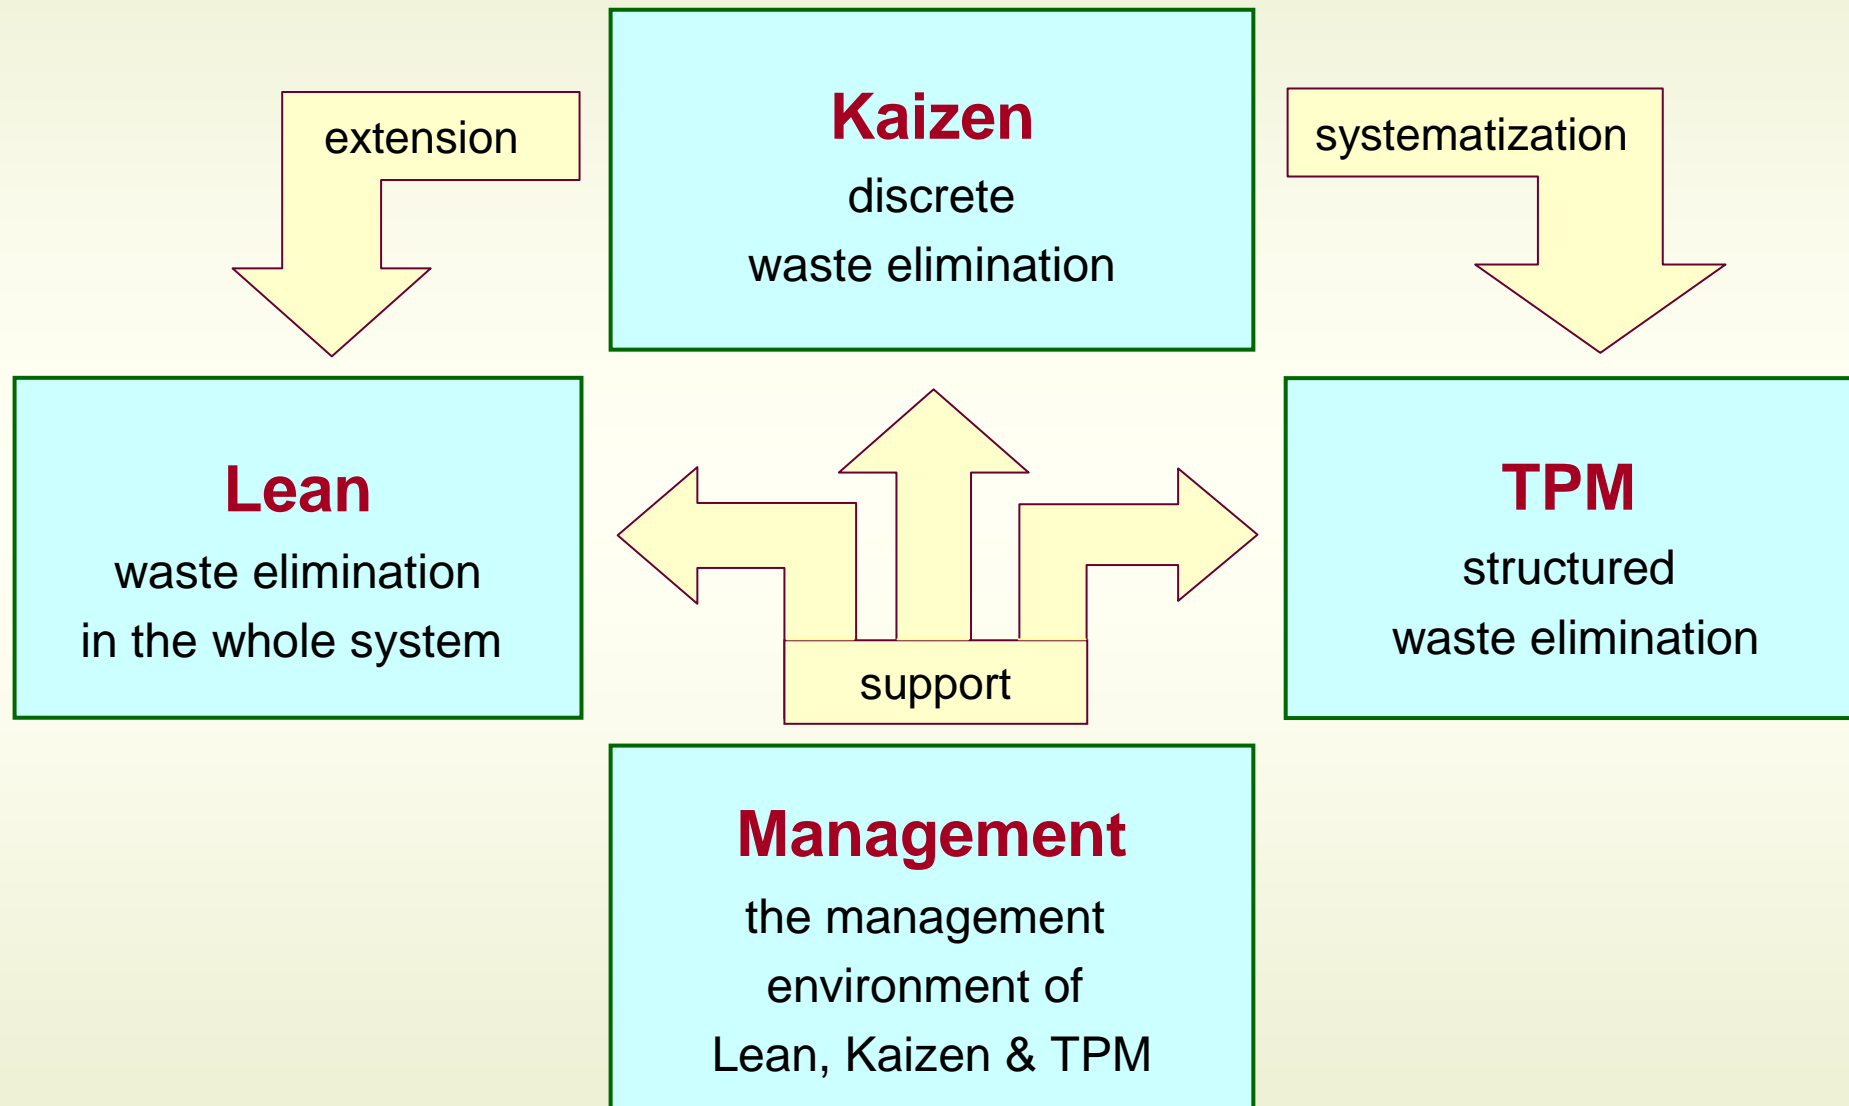 Kaizen
discrete
waste elimination
extension
systematization
Lean
waste elimination
in the whole system
TPM
structured
waste elimination
support
Management
the management
environment of
Lean, Kaizen & TPM